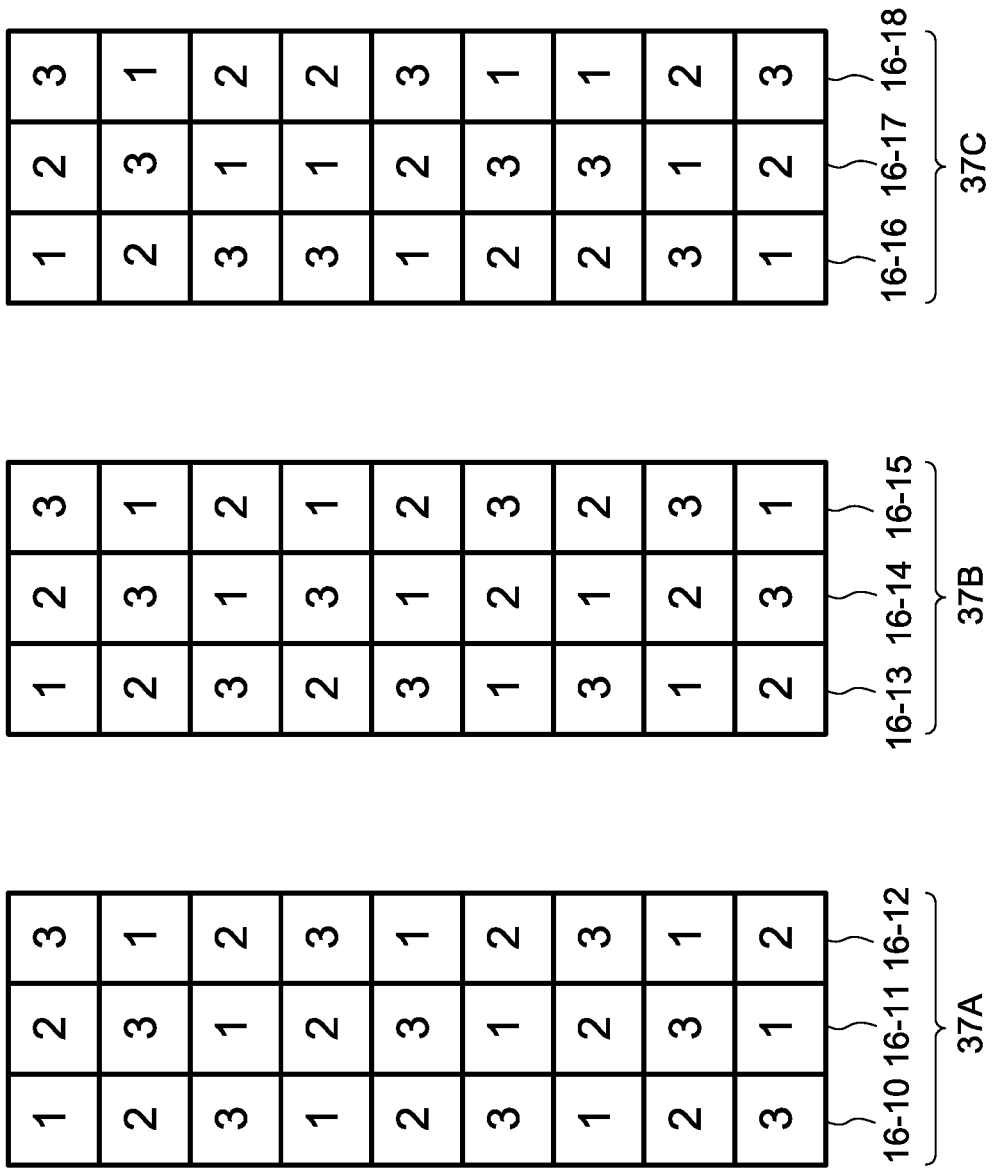 1 2 3 1 2 3 1 2 3
2 3 1 2 3 1 2 3 1
3 1 2 3 1 2 3 1 2
1 2 3 2 3 1 3 1 2
2 3 1 3 1 2 1 2 3
3 1 2 1 2 3 2 3 1
1 2 3 3 1 2 2 3 1
2 3 1 1 2 3 3 1 2
3 1 2 2 3 1 1 2 3
16-10 16-11 16-12 16-13 16-14 16-15 16-16 16-17 16-18
37A 37B 37C